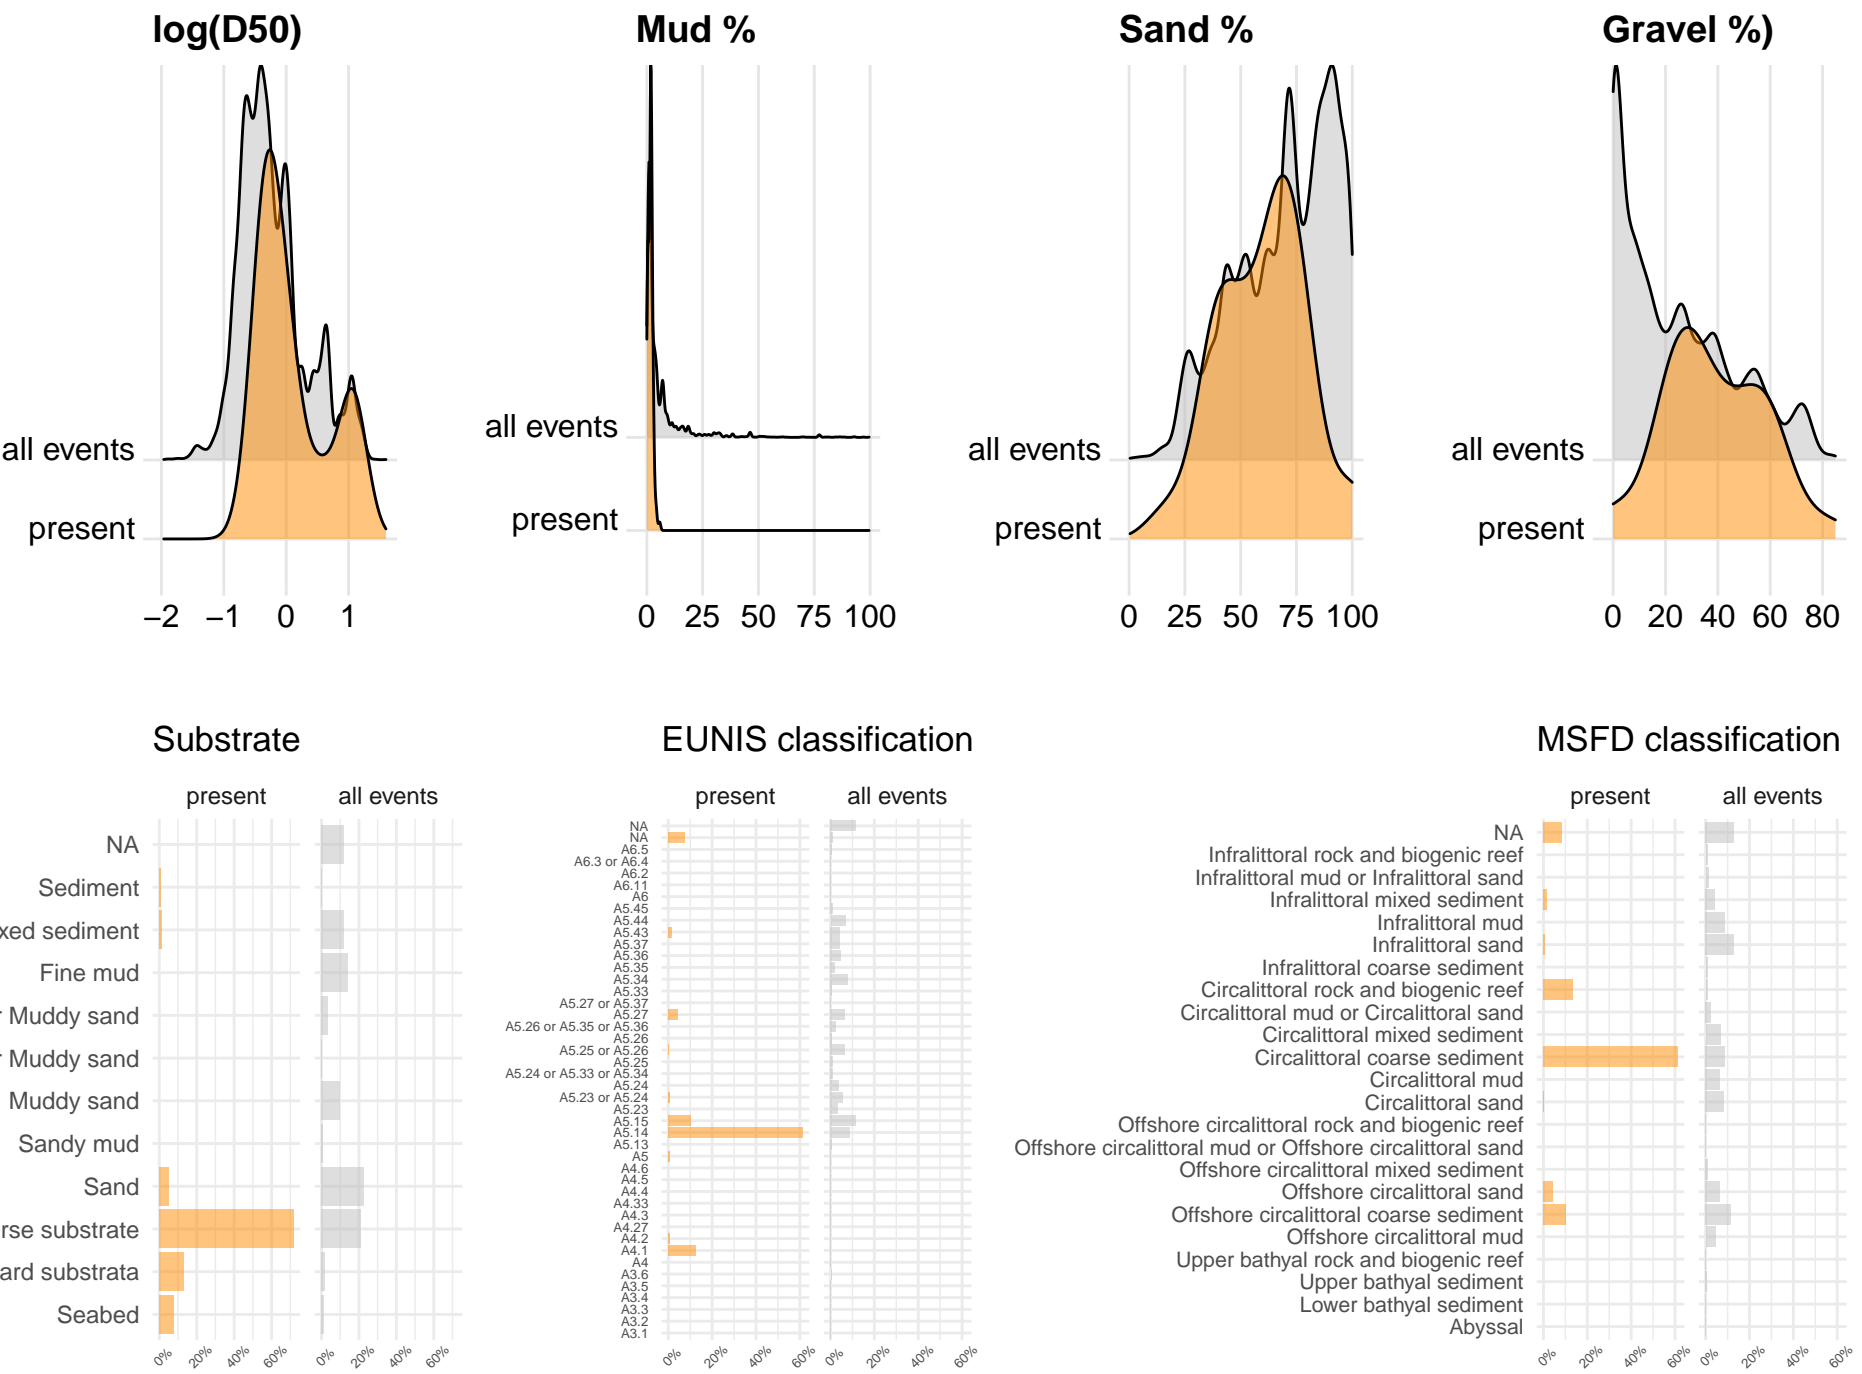 log(D50)
Mud %
Sand %
Gravel %)
all events
present
−2 −1 0 1
all events
present
0 25 50 75 100
all events
present
0 25 50 75 100
all events
present
0 20 40 60 80
Substrate
present all events
NA
Sediment
xed sediment
Fine mud
r Muddy sand
r Muddy sand
Muddy sand
Sandy mud
Sand
rse substrate
ard substrata
Seabed
0% 20% 40% 60% 0% 20% 40% 60%
EUNIS classification
present all events
NA
NA
A6.5
A6.3 or A6.4
A6.2
A6.11
A6
A5.45
A5.44
A5.43
A5.37
A5.36
A5.35
A5.34
A5.33
A5.27 or A5.37
A5.27
A5.26 or A5.35 or A5.36
A5.26
A5.25 or A5.26
A5.25
A5.24 or A5.33 or A5.34
A5.24
A5.23 or A5.24
A5.23
A5.15
A5.14
A5.13
A5
A4.6
A4.5
A4.4
A4.33
A4.3
A4.27
A4.2
A4.1
A4
A3.6
A3.5
A3.4
A3.3
A3.2
A3.1
0% 20% 40% 60% 0% 20% 40% 60%
MSFD classification
present all events
NA
Infralittoral rock and biogenic reef
Infralittoral mud or Infralittoral sand
Infralittoral mixed sediment
Infralittoral mud
Infralittoral sand
Infralittoral coarse sediment
Circalittoral rock and biogenic reef
Circalittoral mud or Circalittoral sand
Circalittoral mixed sediment
Circalittoral coarse sediment
Circalittoral mud
Circalittoral sand
Offshore circalittoral rock and biogenic reef
Offshore circalittoral mud or Offshore circalittoral sand
Offshore circalittoral mixed sediment
Offshore circalittoral sand
Offshore circalittoral coarse sediment
Offshore circalittoral mud
Upper bathyal rock and biogenic reef
Upper bathyal sediment
Lower bathyal sediment
Abyssal
0% 20% 40% 60% 0% 20% 40% 60%